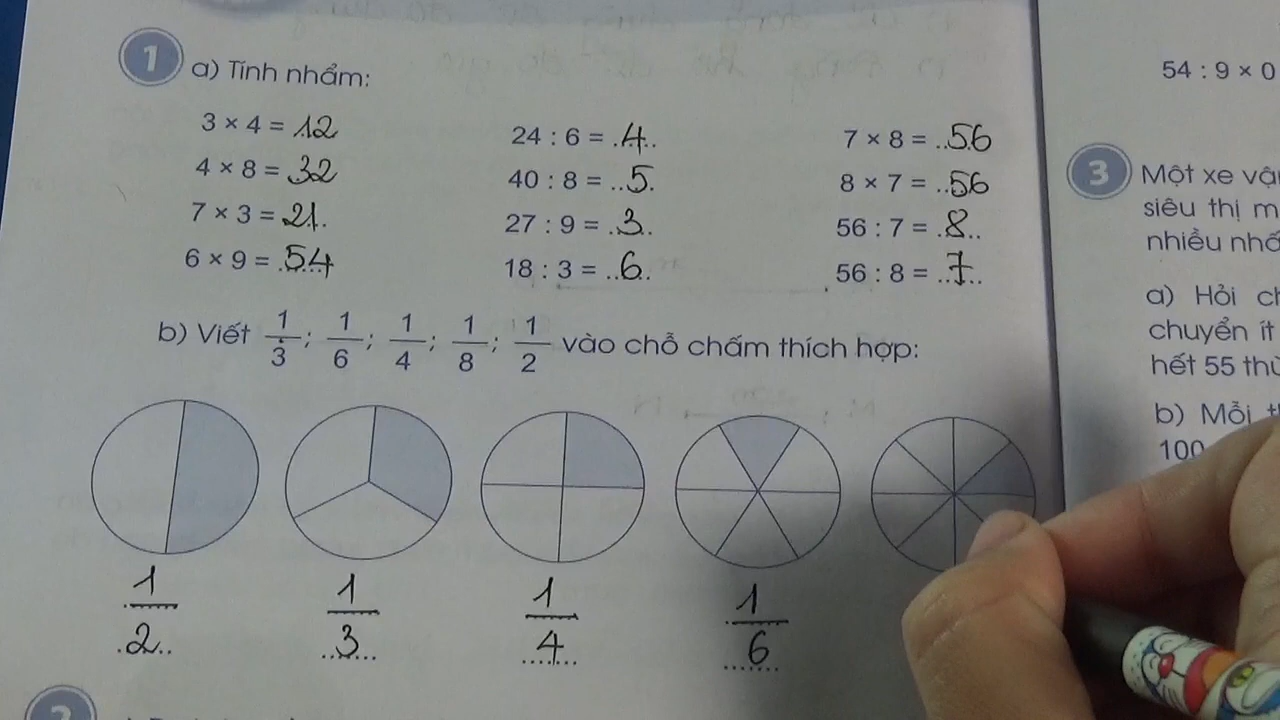 1 a) Tính nhẩm:
3 × 4 = 12
4 × 8 = 32
7 × 3 = 21
6 × 9 = 54
24 : 6 = 4
40 : 8 = 5
27 : 9 = 3
18 : 3 = 6
7 × 8 = 56
8 × 7 = 56
56 : 7 = 8
56 : 8 = 7
b) Viết 1/3; 1/6; 1/4; 1/8; 1/2 vào chỗ chấm thích hợp:
1/2 1/3 1/4 1/6
2
54 : 9 × 0
3 Một xe
siêu thị
nhiều
a) Hỏi
chuyển ít
hết 55
b) Mỗi
100